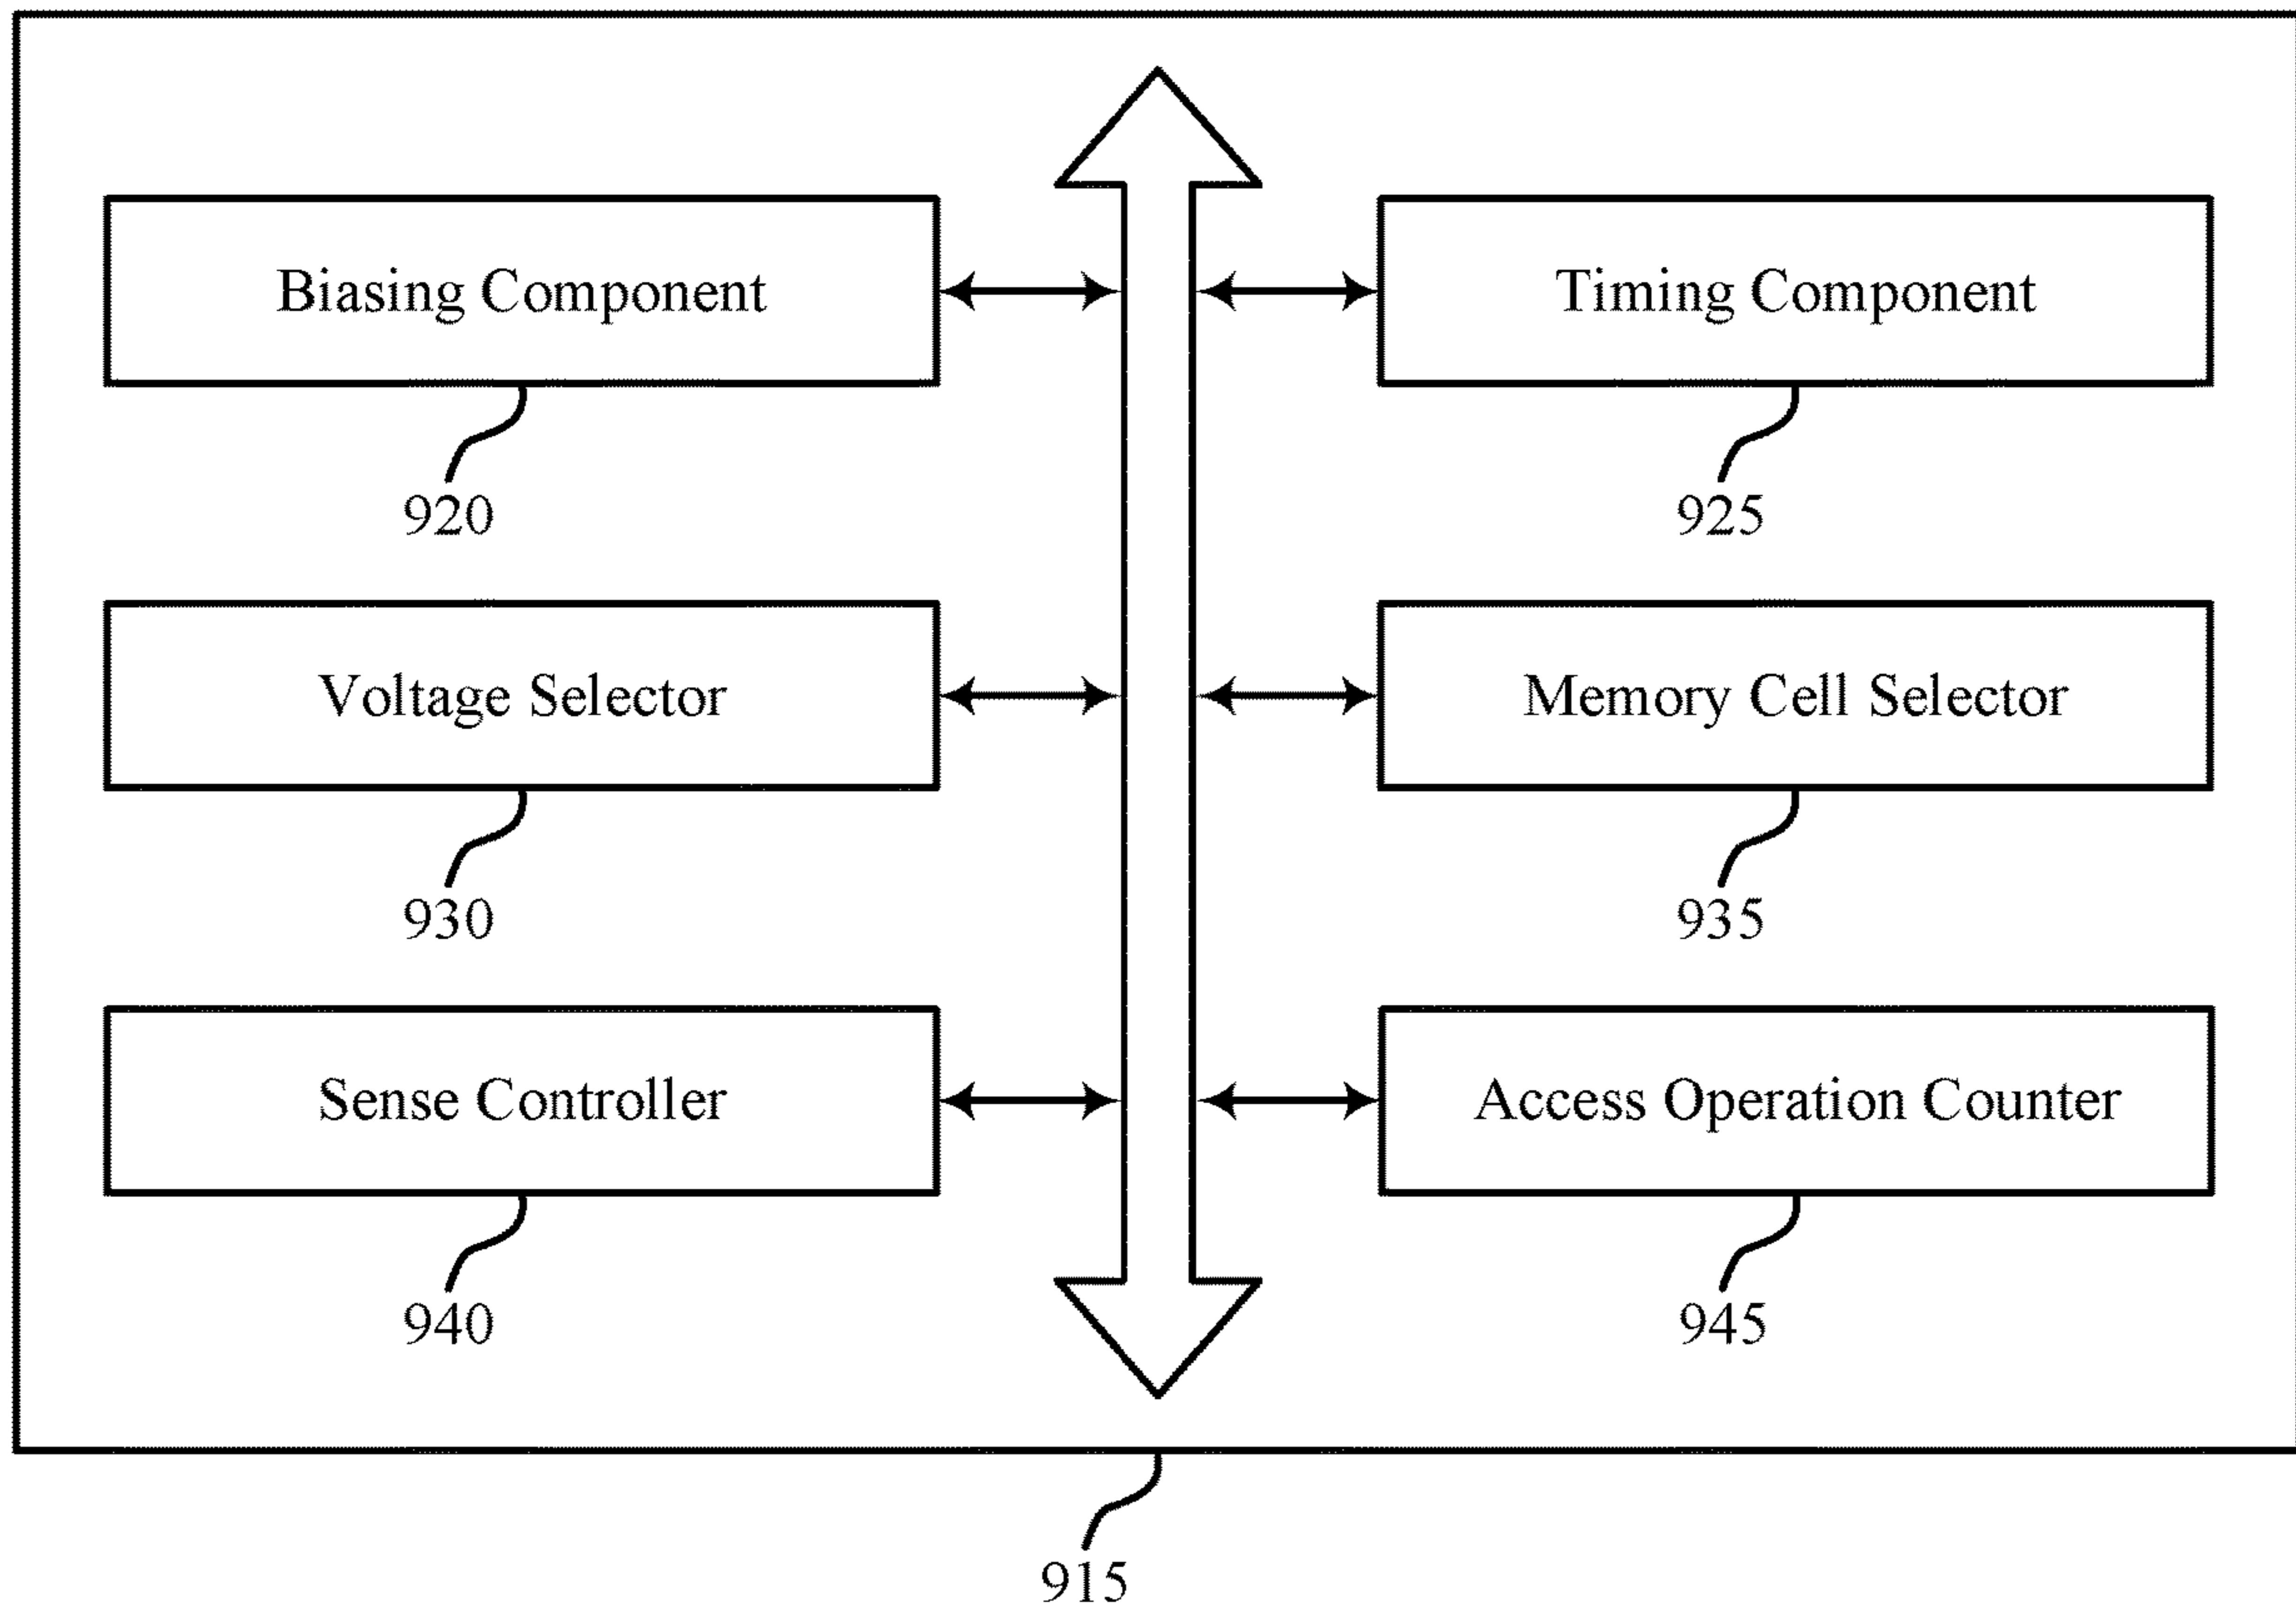 Biasing Component
Timing Component
920
925
Voltage Selector
Memory Cell Selector
930
935
Sense Controller
Access Operation Counter
940
945
915